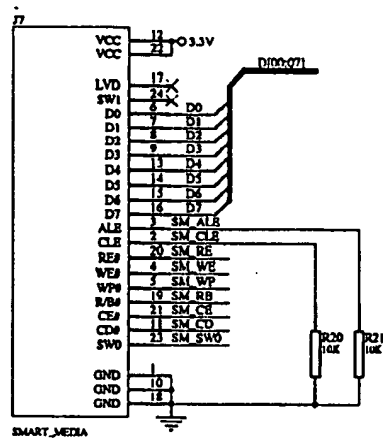 J7
VCC 12 3.3V
VCC 22
D[00:07]
LVD 17
SW1 24
D0 6 D0
D1 7 D1
D2 8 D2
D3 9 D3
D4 13 D4
D5 14 D5
D6 15 D6
D7 16 D7
ALE 3 SM_ALE
CLE 2 SM_CLE
RE# 20 SM_RE
WE# 4 SM_WE
WP# 5 SM_WP
R/B# 19 SM_RB
CE# 21 SM_CE
CD# 11 SM_CD
SW0 23 SM_SW0
R20 R21
10K 10K
GND 1
GND 10
GND 18
SMART_MEDIA